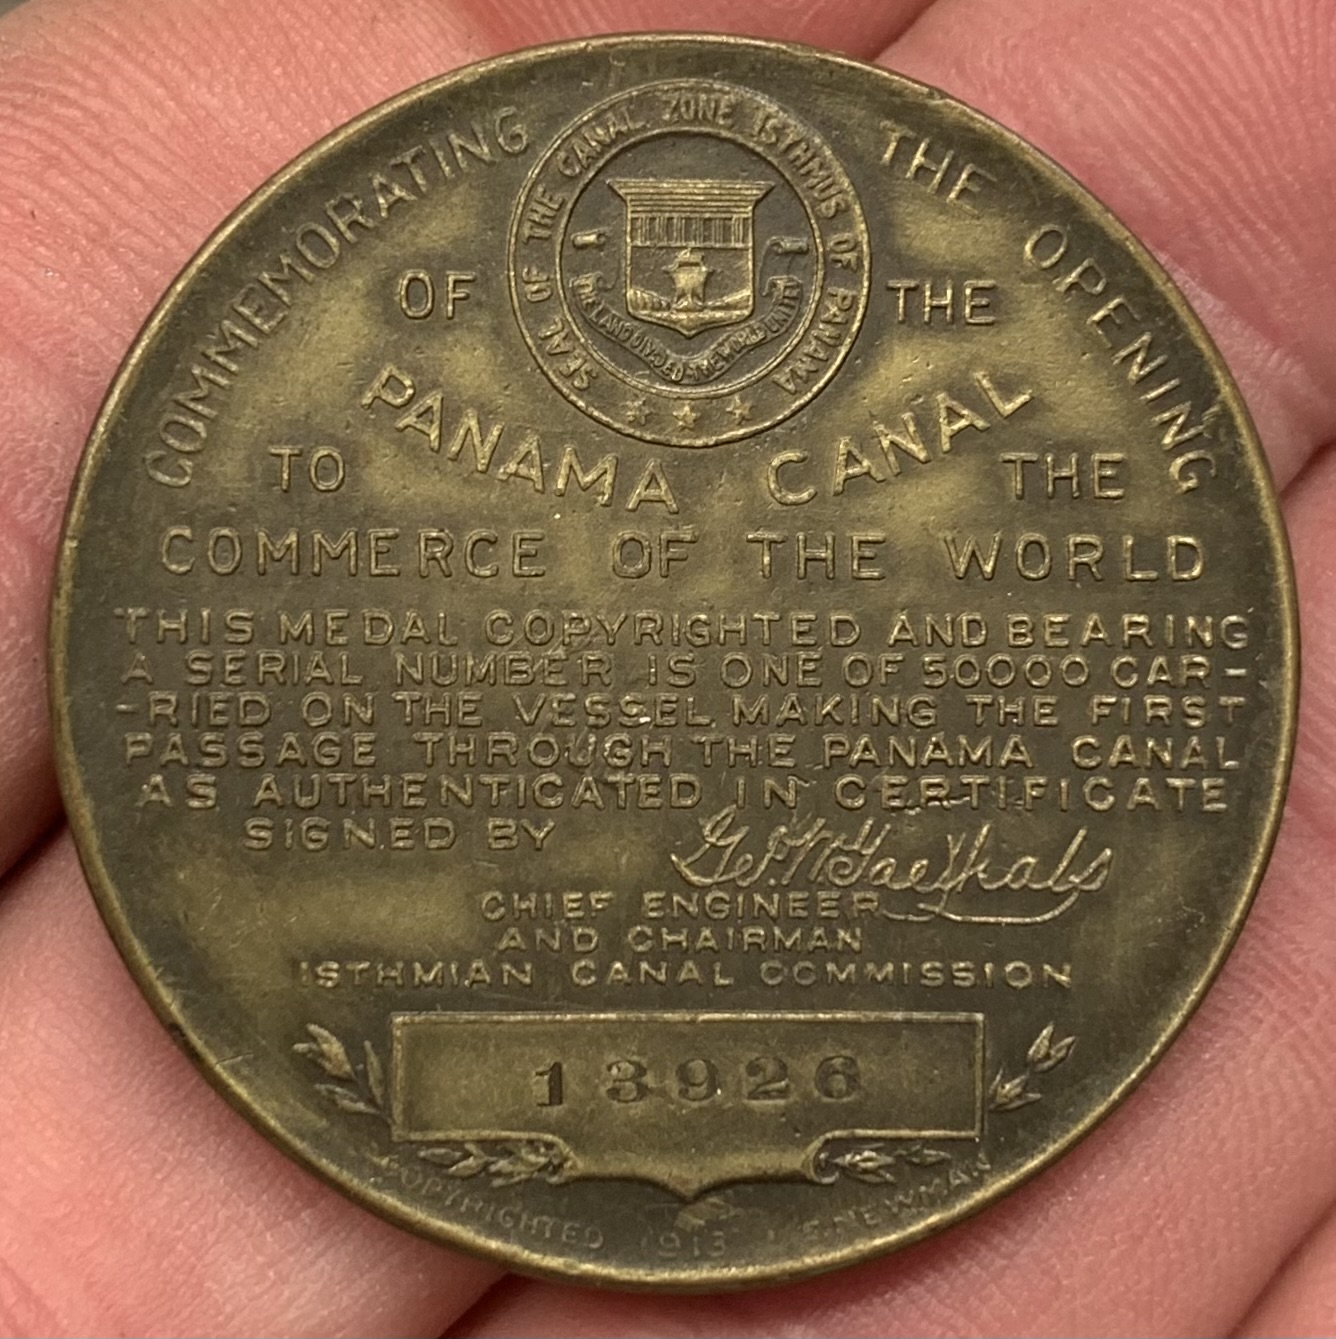 COMMEMORATING THE OPENING
SEAL OF THE CANAL ZONE ISTHMUS OF PANAMA
THE LAND DIVIDED THE WORLD UNITED
OF THE
PANAMA CANAL
TO THE
COMMERCE OF THE WORLD
THIS MEDAL COPYRIGHTED AND BEARING
A SERIAL NUMBER IS ONE OF 50000 CAR-
-RIED ON THE VESSEL MAKING THE FIRST
PASSAGE THROUGH THE PANAMA CANAL
AS AUTHENTICATED IN CERTIFICATE
SIGNED BY Geo. W. Goethals
CHIEF ENGINEER
AND CHAIRMAN
ISTHMIAN CANAL COMMISSION
13926
COPYRIGHTED 1913 NEWMAN